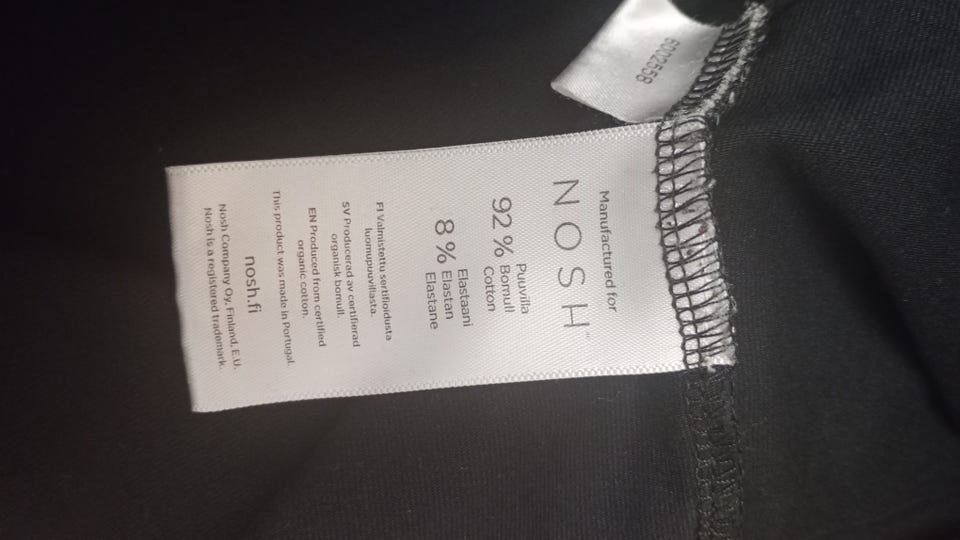 Manufactured for
NOSH™
92 %
Puuvilla
Bomull
Cotton
8 %
Elastaani
Elastan
Elastane
FI Valmistettu sertifioidusta
luomupuuvillasta.
SV Producerad av certifierad
organisk bomull.
EN Produced from certified
organic cotton.
This product was made in Portugal.
nosh.fi
Nosh Company Oy, Finland, E.U.
Nosh is a registered trademark.
6002558